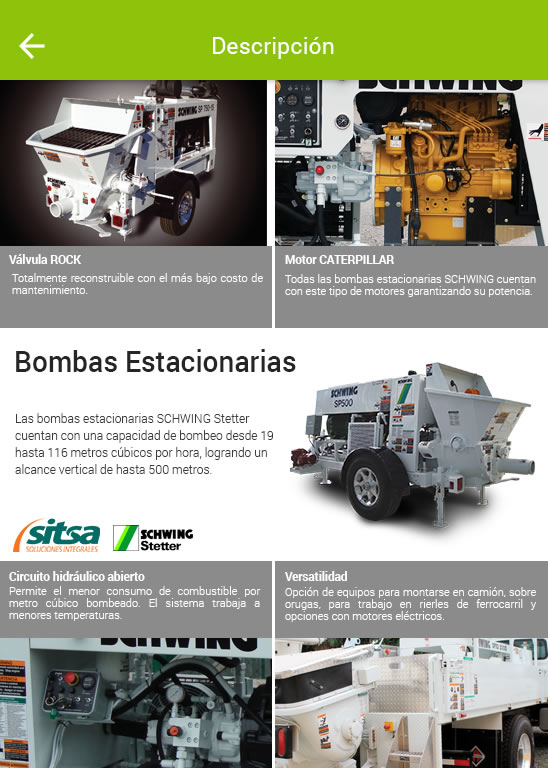 Descripción
SCHWING
SP 750-15
SCHWING
SCHWING
CAT
Válvula ROCK
Totalmente reconstruible con el más bajo costo de
mantenimiento.
Motor CATERPILLAR
Todas las bombas estacionarias SCHWING cuentan
con este tipo de motores garantizando su potencia.
Bombas Estacionarias
Las bombas estacionarias SCHWING Stetter
cuentan con una capacidad de bombeo desde 19
hasta 116 metros cúbicos por hora, logrando un
alcance vertical de hasta 500 metros.
SCHWING
SP500
sitsa
SOLUCIONES INTEGRALES
SCHWING
Stetter
Circuito hidráulico abierto
Permite el menor consumo de combustible por
metro cúbico bombeado. El sistema trabaja a
menores temperaturas.
Versatilidad
Opción de equipos para montarse en camión, sobre
orugas, para trabajo en rieles de ferrocarril y
opciones con motores eléctricos.
SCHWING
SCHWING